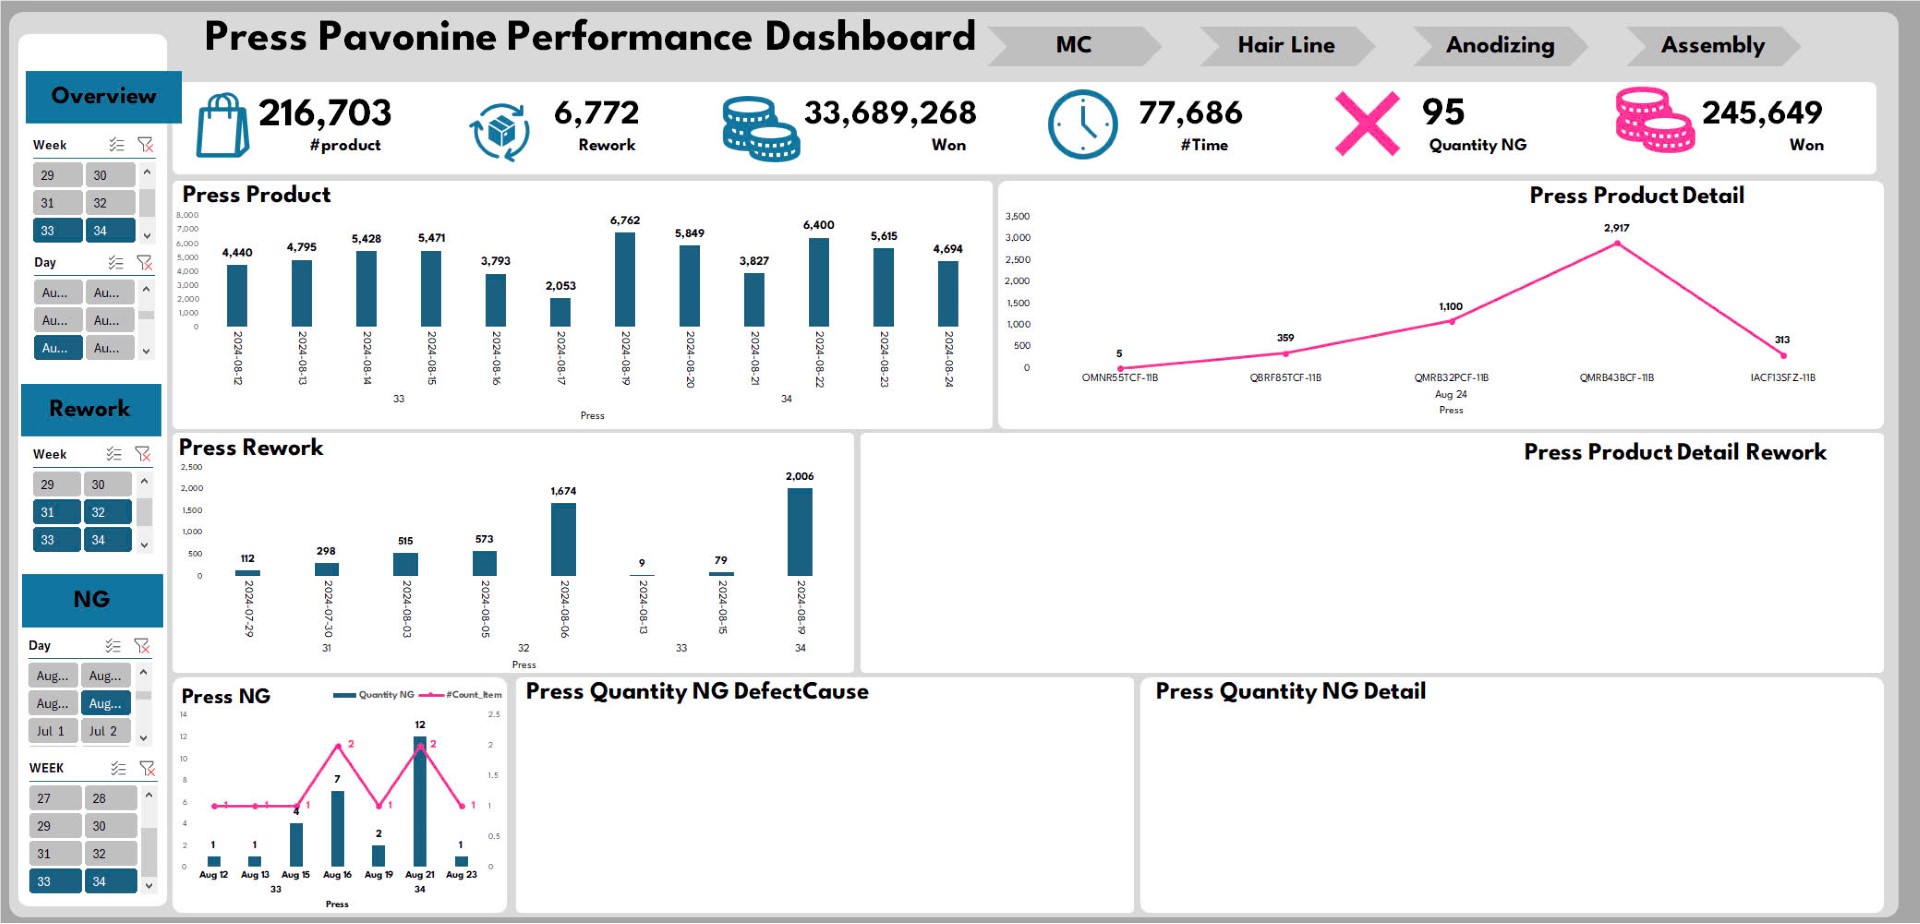 Press Pavonine Performance Dashboard
MC
Hair Line
Anodizing
Assembly
Overview
216,703
#product
6,772
Rework
33,689,268
Won
77,686
#Time
95
Quantity NG
245,649
Won
Week
29 30
31 32
33 34
Day
Au... Au...
Au... Au...
Au... Au...
Rework
Week
29 30
31 32
33 34
NG
Day
Aug... Aug...
Aug... Aug...
Jul 1 Jul 2
WEEK
27 28
29 30
31 32
33 34
Press Product
8,000
7,000
6,000
5,000
4,000
3,000
2,000
1,000
0
4,440
4,795
5,428
5,471
3,793
2,053
6,762
5,849
3,827
6,400
5,615
4,694
2024-08-12
2024-08-13
2024-08-14
2024-08-15
2024-08-16
2024-08-17
2024-08-19
2024-08-20
2024-08-21
2024-08-22
2024-08-23
2024-08-24
33 34
Press
Press Product Detail
3,500
3,000
2,500
2,000
1,500
1,000
500
0
5
359
1,100
2,917
313
OMNR55TCF-11B QBRF85TCF-11B QMRB32PCF-11B QMRB43BCF-11B IACF13SFZ-11B
Aug 24
Press
Press Rework
2,500
2,000
1,500
1,000
500
0
112
298
515
573
1,674
9
79
2,006
2024-07-29
2024-07-30
2024-08-03
2024-08-05
2024-08-06
2024-08-13
2024-08-15
2024-08-19
31 32 33 34
Press
Press Product Detail Rework
Press NG
Quantity NG #Count_Item
14
12
10
8
6
4
2
0
2.5
2
1.5
1
0.5
0
1
1
4
7
2
12
1
1
1
1
2
1
2
1
Aug 12 Aug 13 Aug 15 Aug 16 Aug 19 Aug 21 Aug 23
33 34
Press
Press Quantity NG DefectCause
Press Quantity NG Detail